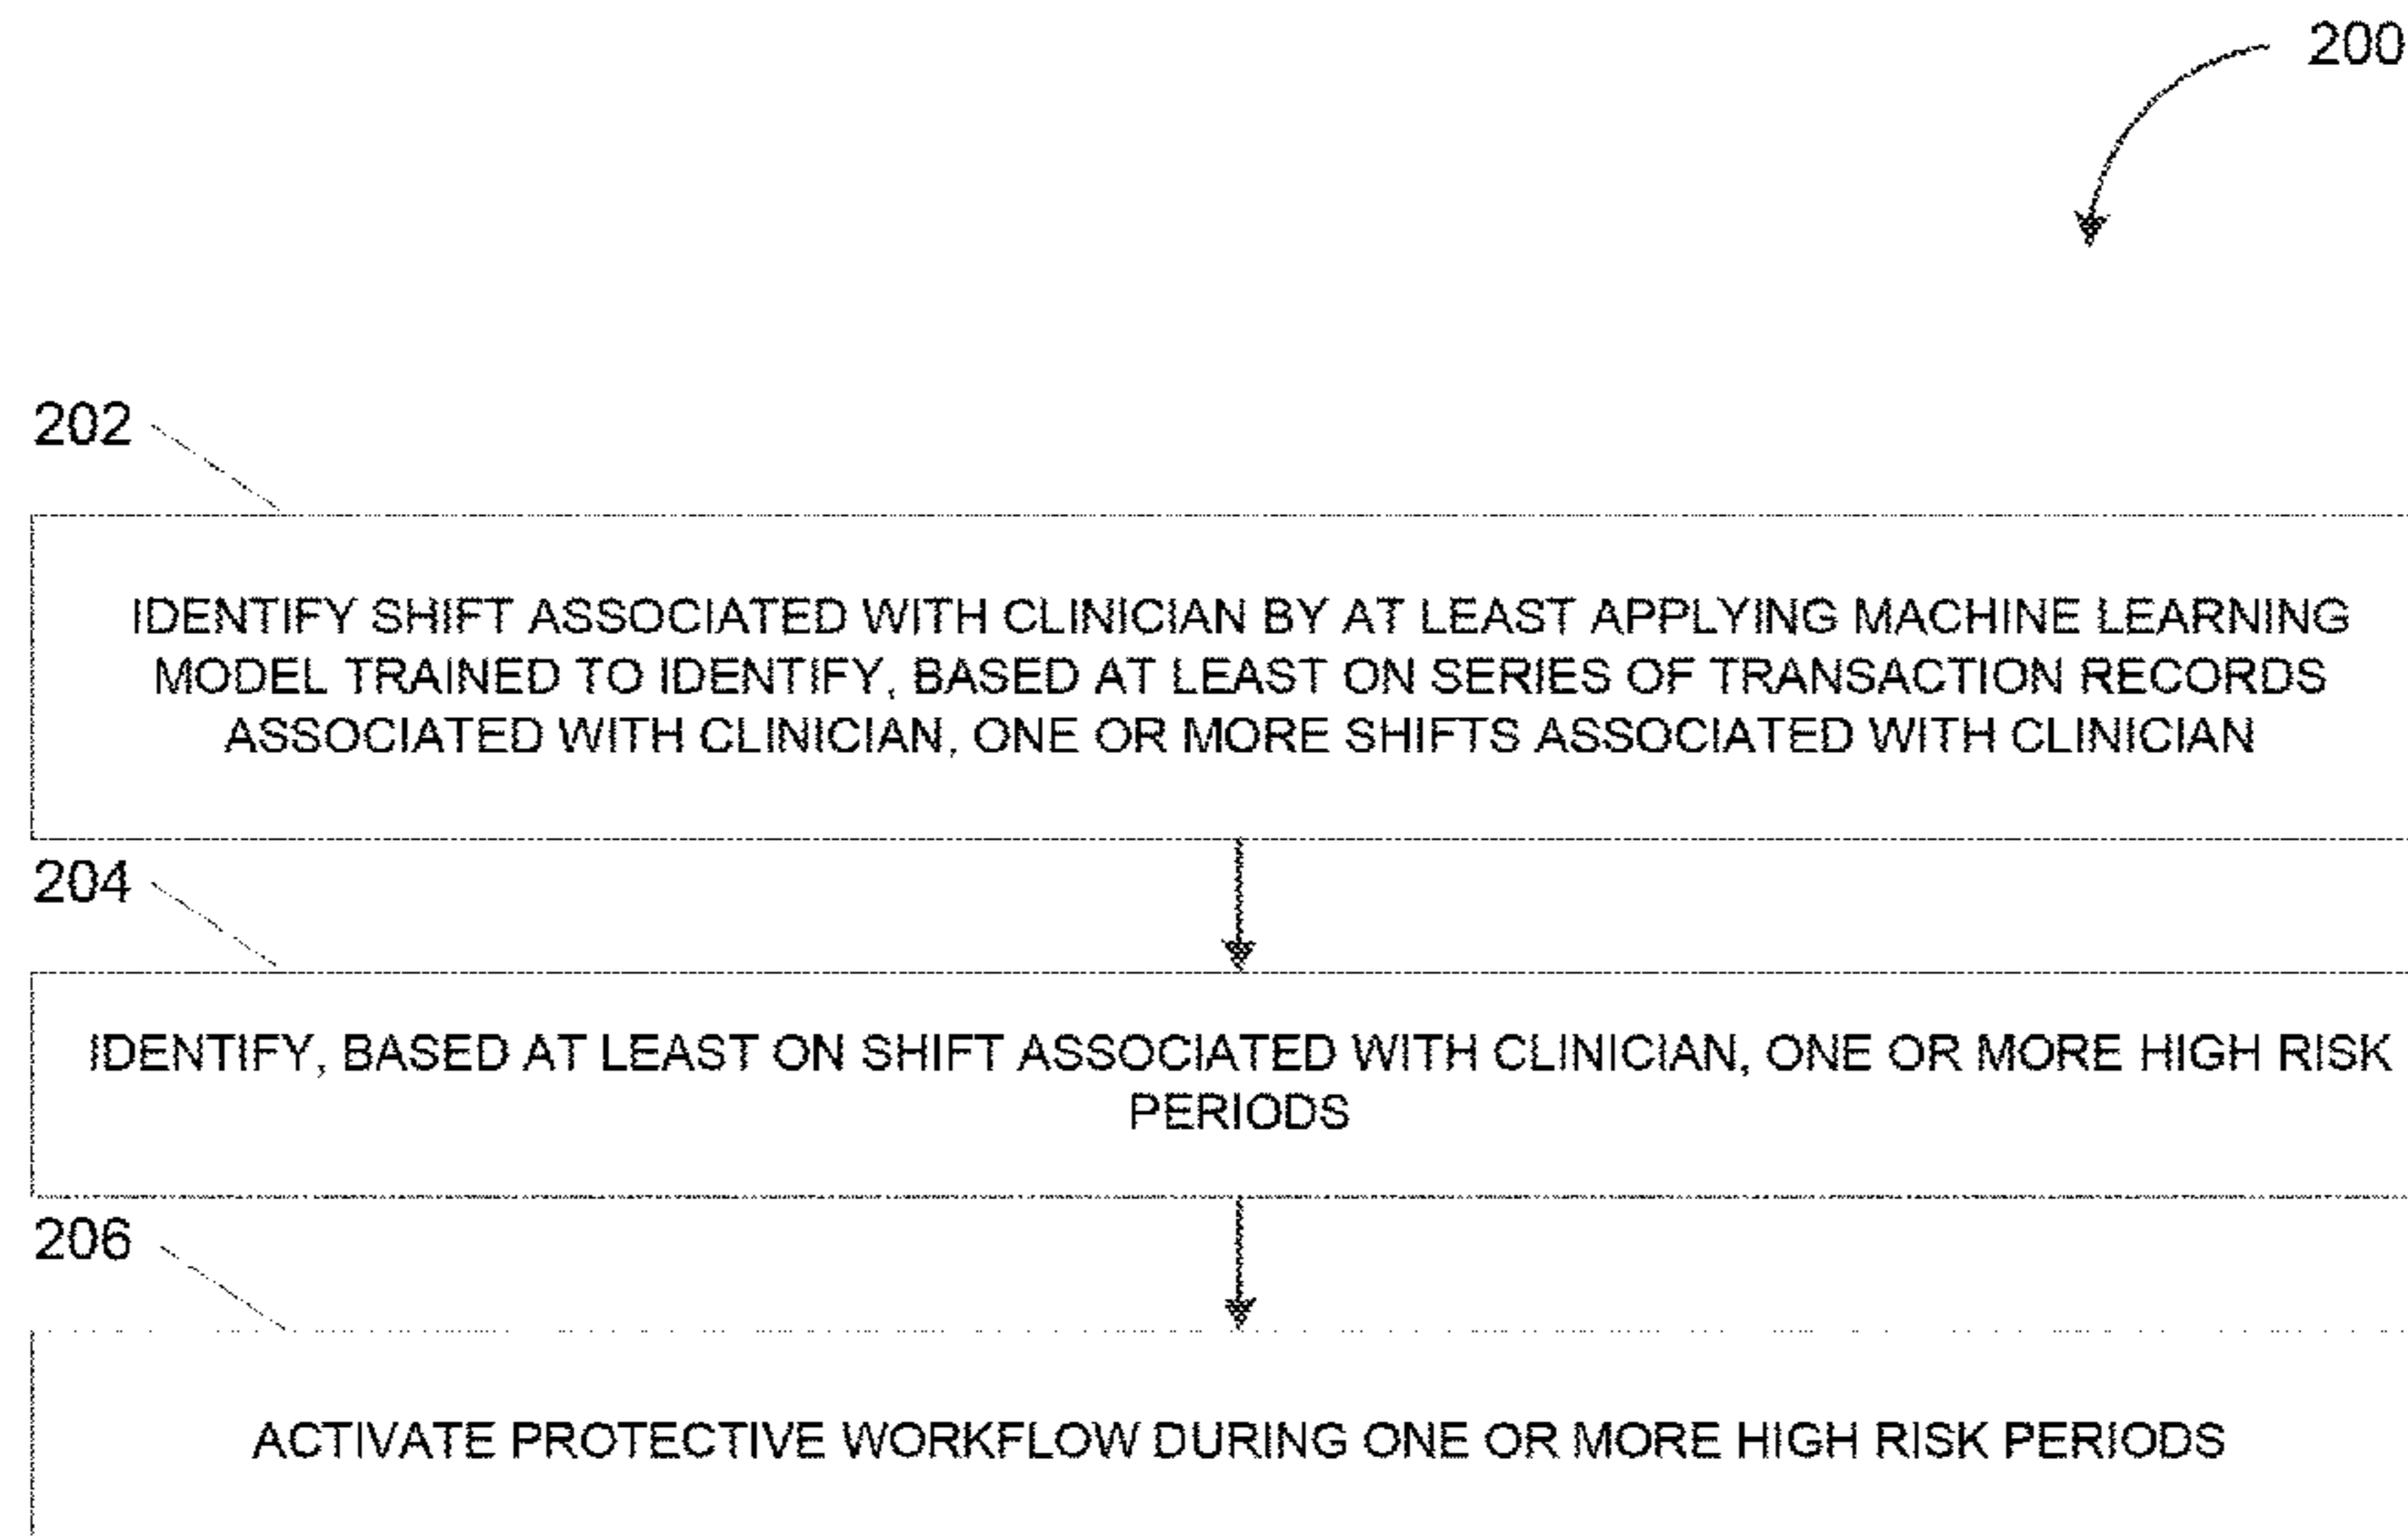 200
202
IDENTIFY SHIFT ASSOCIATED WITH CLINICIAN BY AT LEAST APPLYING MACHINE LEARNING
MODEL TRAINED TO IDENTIFY, BASED AT LEAST ON SERIES OF TRANSACTION RECORDS
ASSOCIATED WITH CLINICIAN, ONE OR MORE SHIFTS ASSOCIATED WITH CLINICIAN
204
IDENTIFY, BASED AT LEAST ON SHIFT ASSOCIATED WITH CLINICIAN, ONE OR MORE HIGH RISK
PERIODS
206
ACTIVATE PROTECTIVE WORKFLOW DURING ONE OR MORE HIGH RISK PERIODS